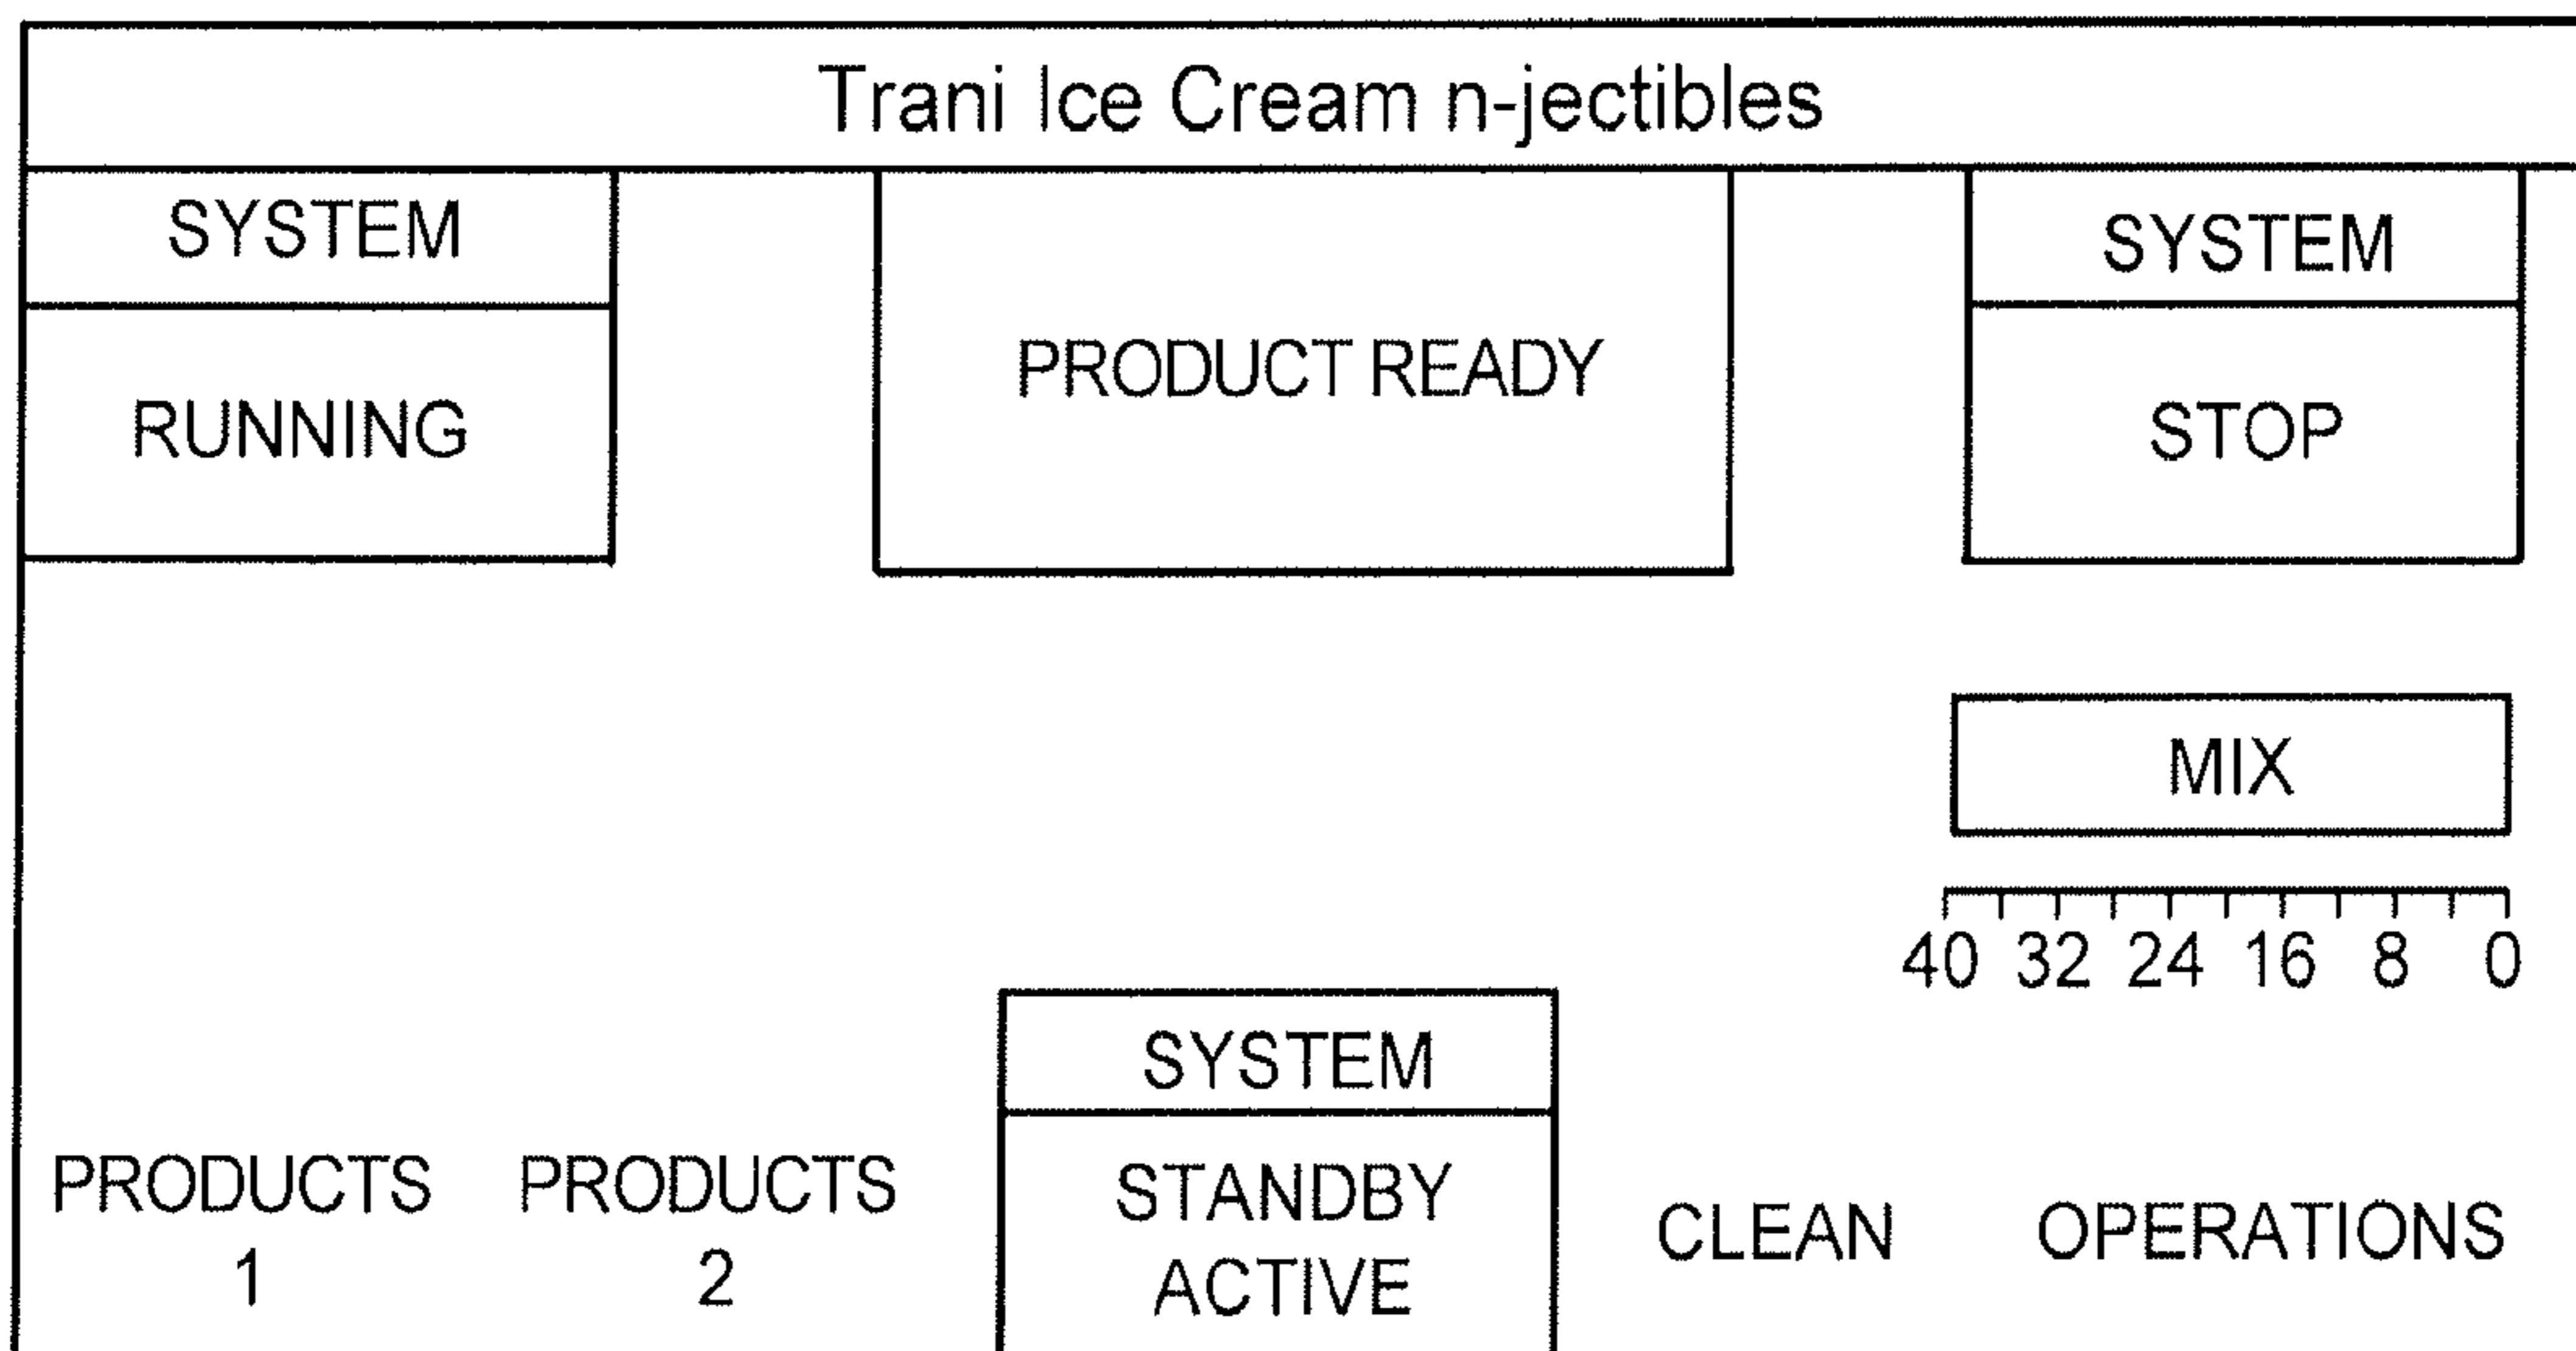 Trani Ice Cream n-jectibles
SYSTEM
RUNNING
PRODUCT READY
SYSTEM
STOP
MIX
40 32 24 16 8 0
SYSTEM
STANDBY
ACTIVE
PRODUCTS
1
PRODUCTS
2
CLEAN
OPERATIONS